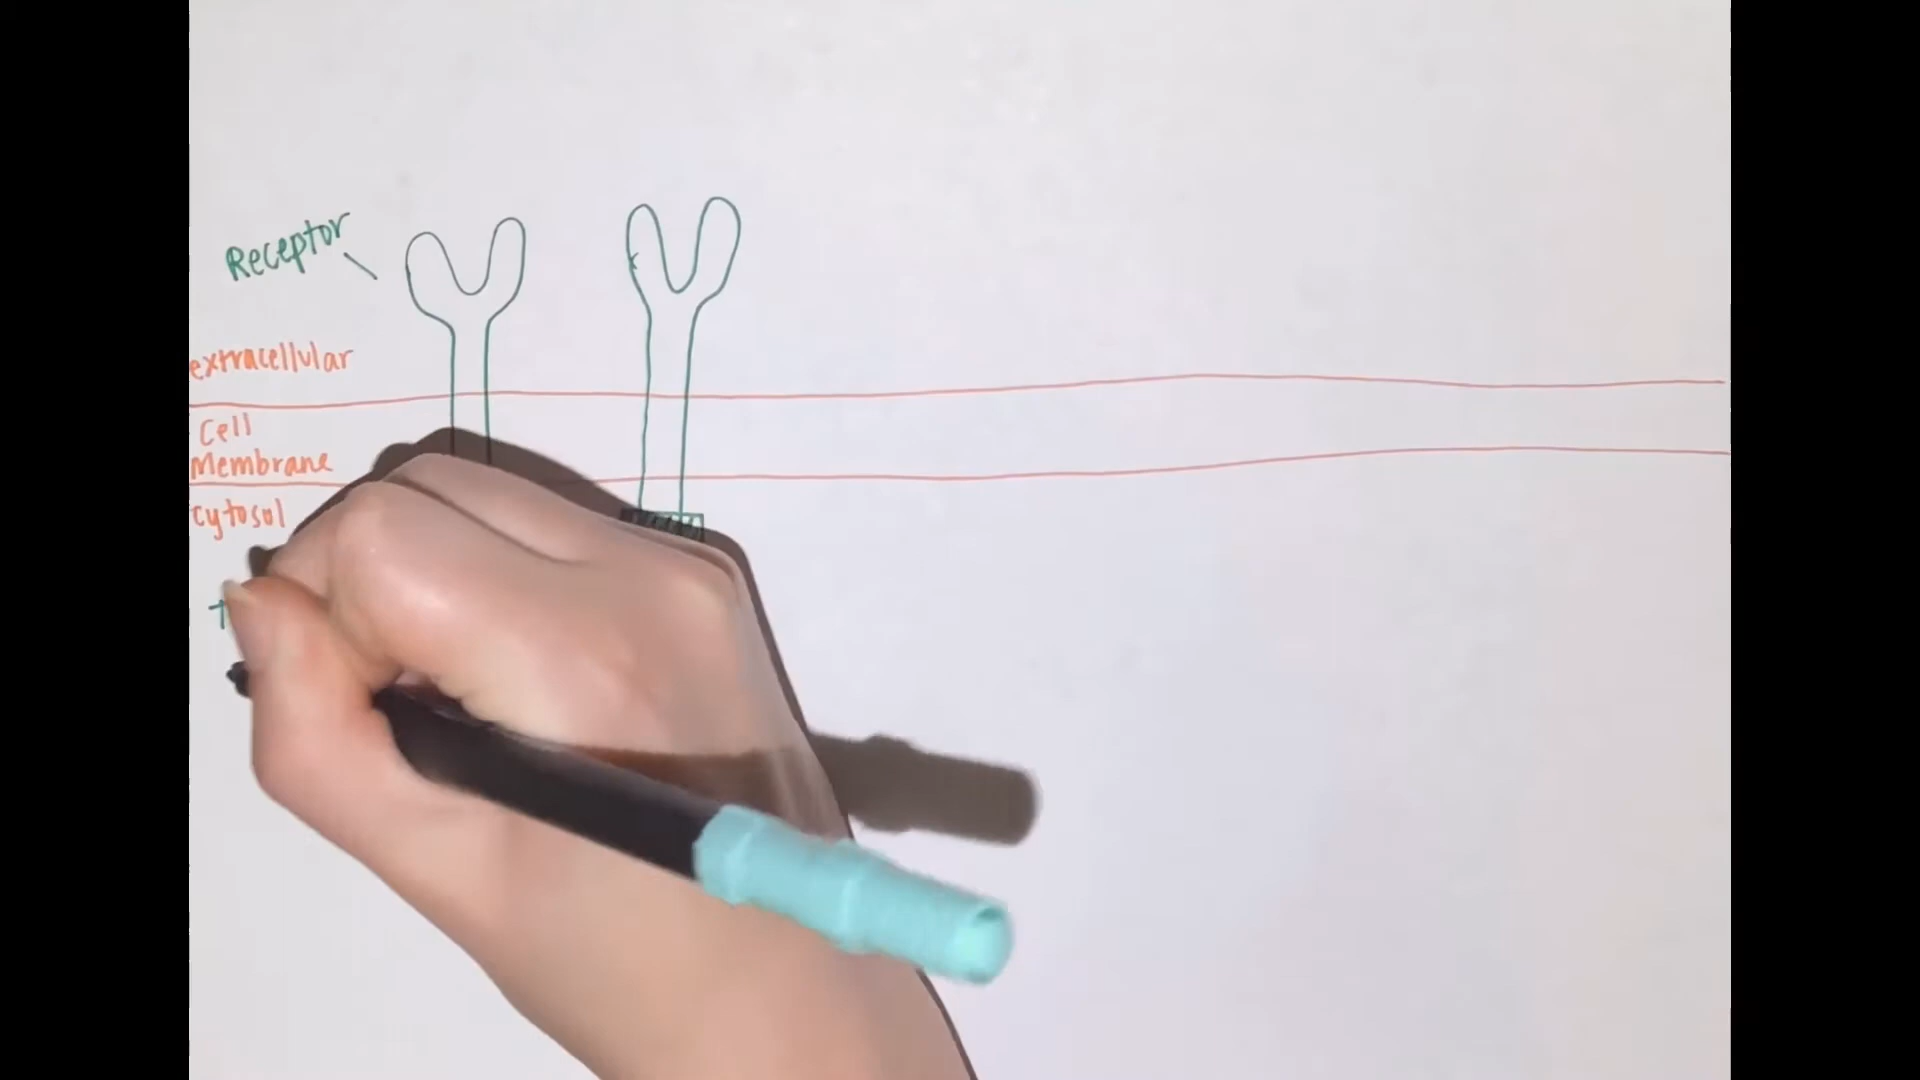 Receptor
extracellular
Cell
Membrane
cytosol